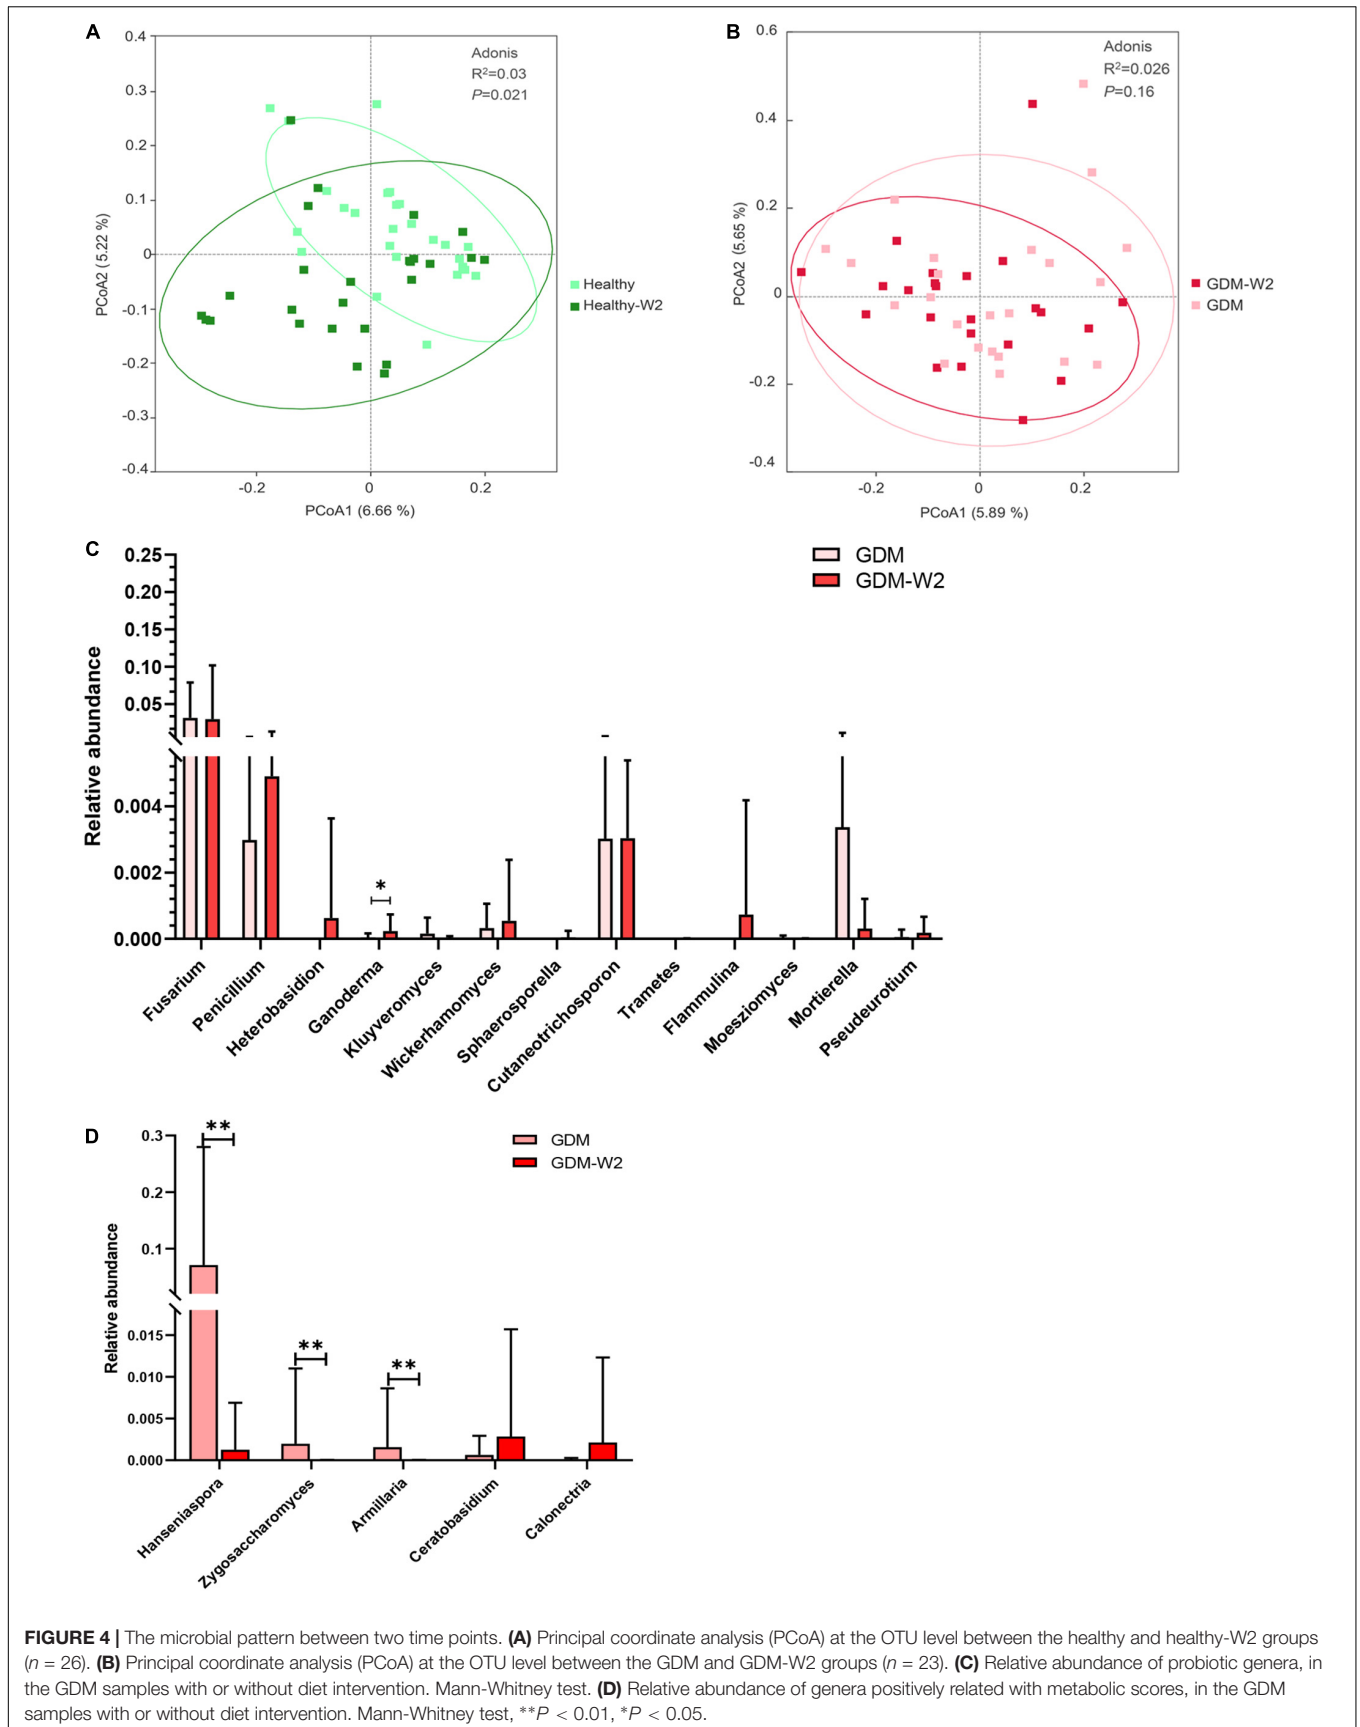 A
Adonis
R²=0.03
P=0.021
0.4
0.3
0.2
0.1
0
-0.1
-0.2
-0.3
-0.4
PCoA2 (5.22 %)
-0.2
0
0.2
PCoA1 (6.66 %)
Healthy
Healthy-W2
B
Adonis
R²=0.026
P=0.16
0.6
0.4
0.2
0
-0.2
-0.4
PCoA2 (5.65 %)
-0.2
0
0.2
PCoA1 (5.89 %)
GDM-W2
GDM
C
GDM
GDM-W2
0.25
0.20
0.15
0.10
0.05
0.004
0.002
0.000
Relative abundance
*
Fusarium
Penicillium
Heterobasidion
Ganoderma
Kluyveromyces
Wickerhamomyces
Sphaerosporella
Cutaneotrichosporon
Trametes
Flammulina
Moesziomyces
Mortierella
Pseudeurotium
D
GDM
GDM-W2
0.3
0.2
0.1
0.015
0.010
0.005
0.000
Relative abundance
**
**
**
Hanseniaspora
Zygosaccharomyces
Armillaria
Ceratobasidium
Calonectria
FIGURE 4 | The microbial pattern between two time points. (A) Principal coordinate analysis (PCoA) at the OTU level between the healthy and healthy-W2 groups
(n = 26). (B) Principal coordinate analysis (PCoA) at the OTU level between the GDM and GDM-W2 groups (n = 23). (C) Relative abundance of probiotic genera, in
the GDM samples with or without diet intervention. Mann-Whitney test. (D) Relative abundance of genera positively related with metabolic scores, in the GDM
samples with or without diet intervention. Mann-Whitney test, **P < 0.01, *P < 0.05.